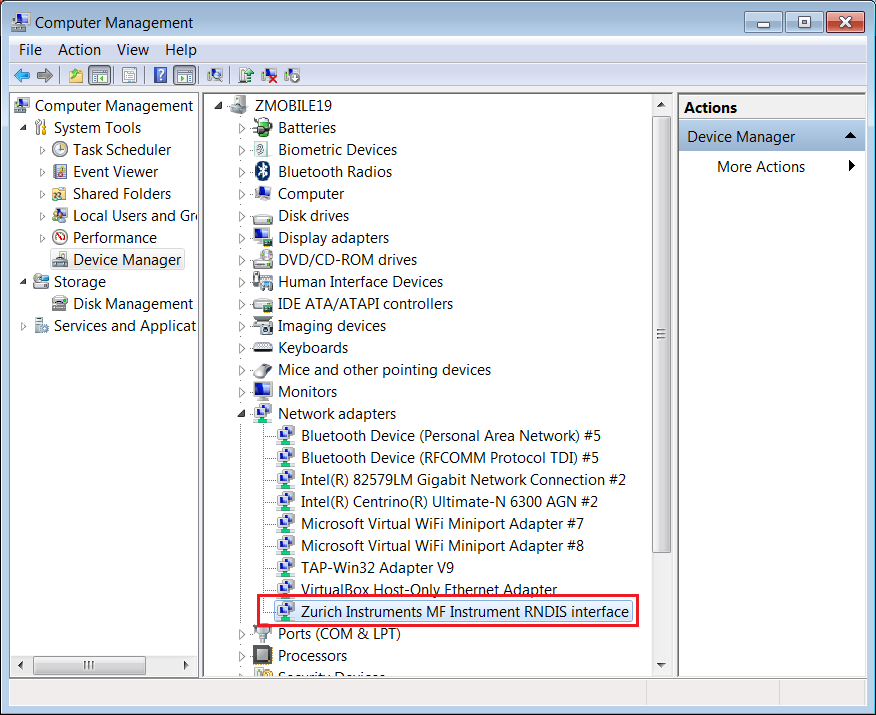 Computer Management
File Action View Help
Computer Management
System Tools
Task Scheduler
Event Viewer
Shared Folders
Local Users and Gr
Performance
Device Manager
Storage
Disk Management
Services and Applicat
ZMOBILE19
Batteries
Biometric Devices
Bluetooth Radios
Computer
Disk drives
Display adapters
DVD/CD-ROM drives
Human Interface Devices
IDE ATA/ATAPI controllers
Imaging devices
Keyboards
Mice and other pointing devices
Monitors
Network adapters
Bluetooth Device (Personal Area Network) #5
Bluetooth Device (RFCOMM Protocol TDI) #5
Intel(R) 82579LM Gigabit Network Connection #2
Intel(R) Centrino(R) Ultimate-N 6300 AGN #2
Microsoft Virtual WiFi Miniport Adapter #7
Microsoft Virtual WiFi Miniport Adapter #8
TAP-Win32 Adapter V9
VirtualBox Host-Only Ethernet Adapter
Zurich Instruments MF Instrument RNDIS interface
Ports (COM & LPT)
Processors
Security Devices
Actions
Device Manager
More Actions